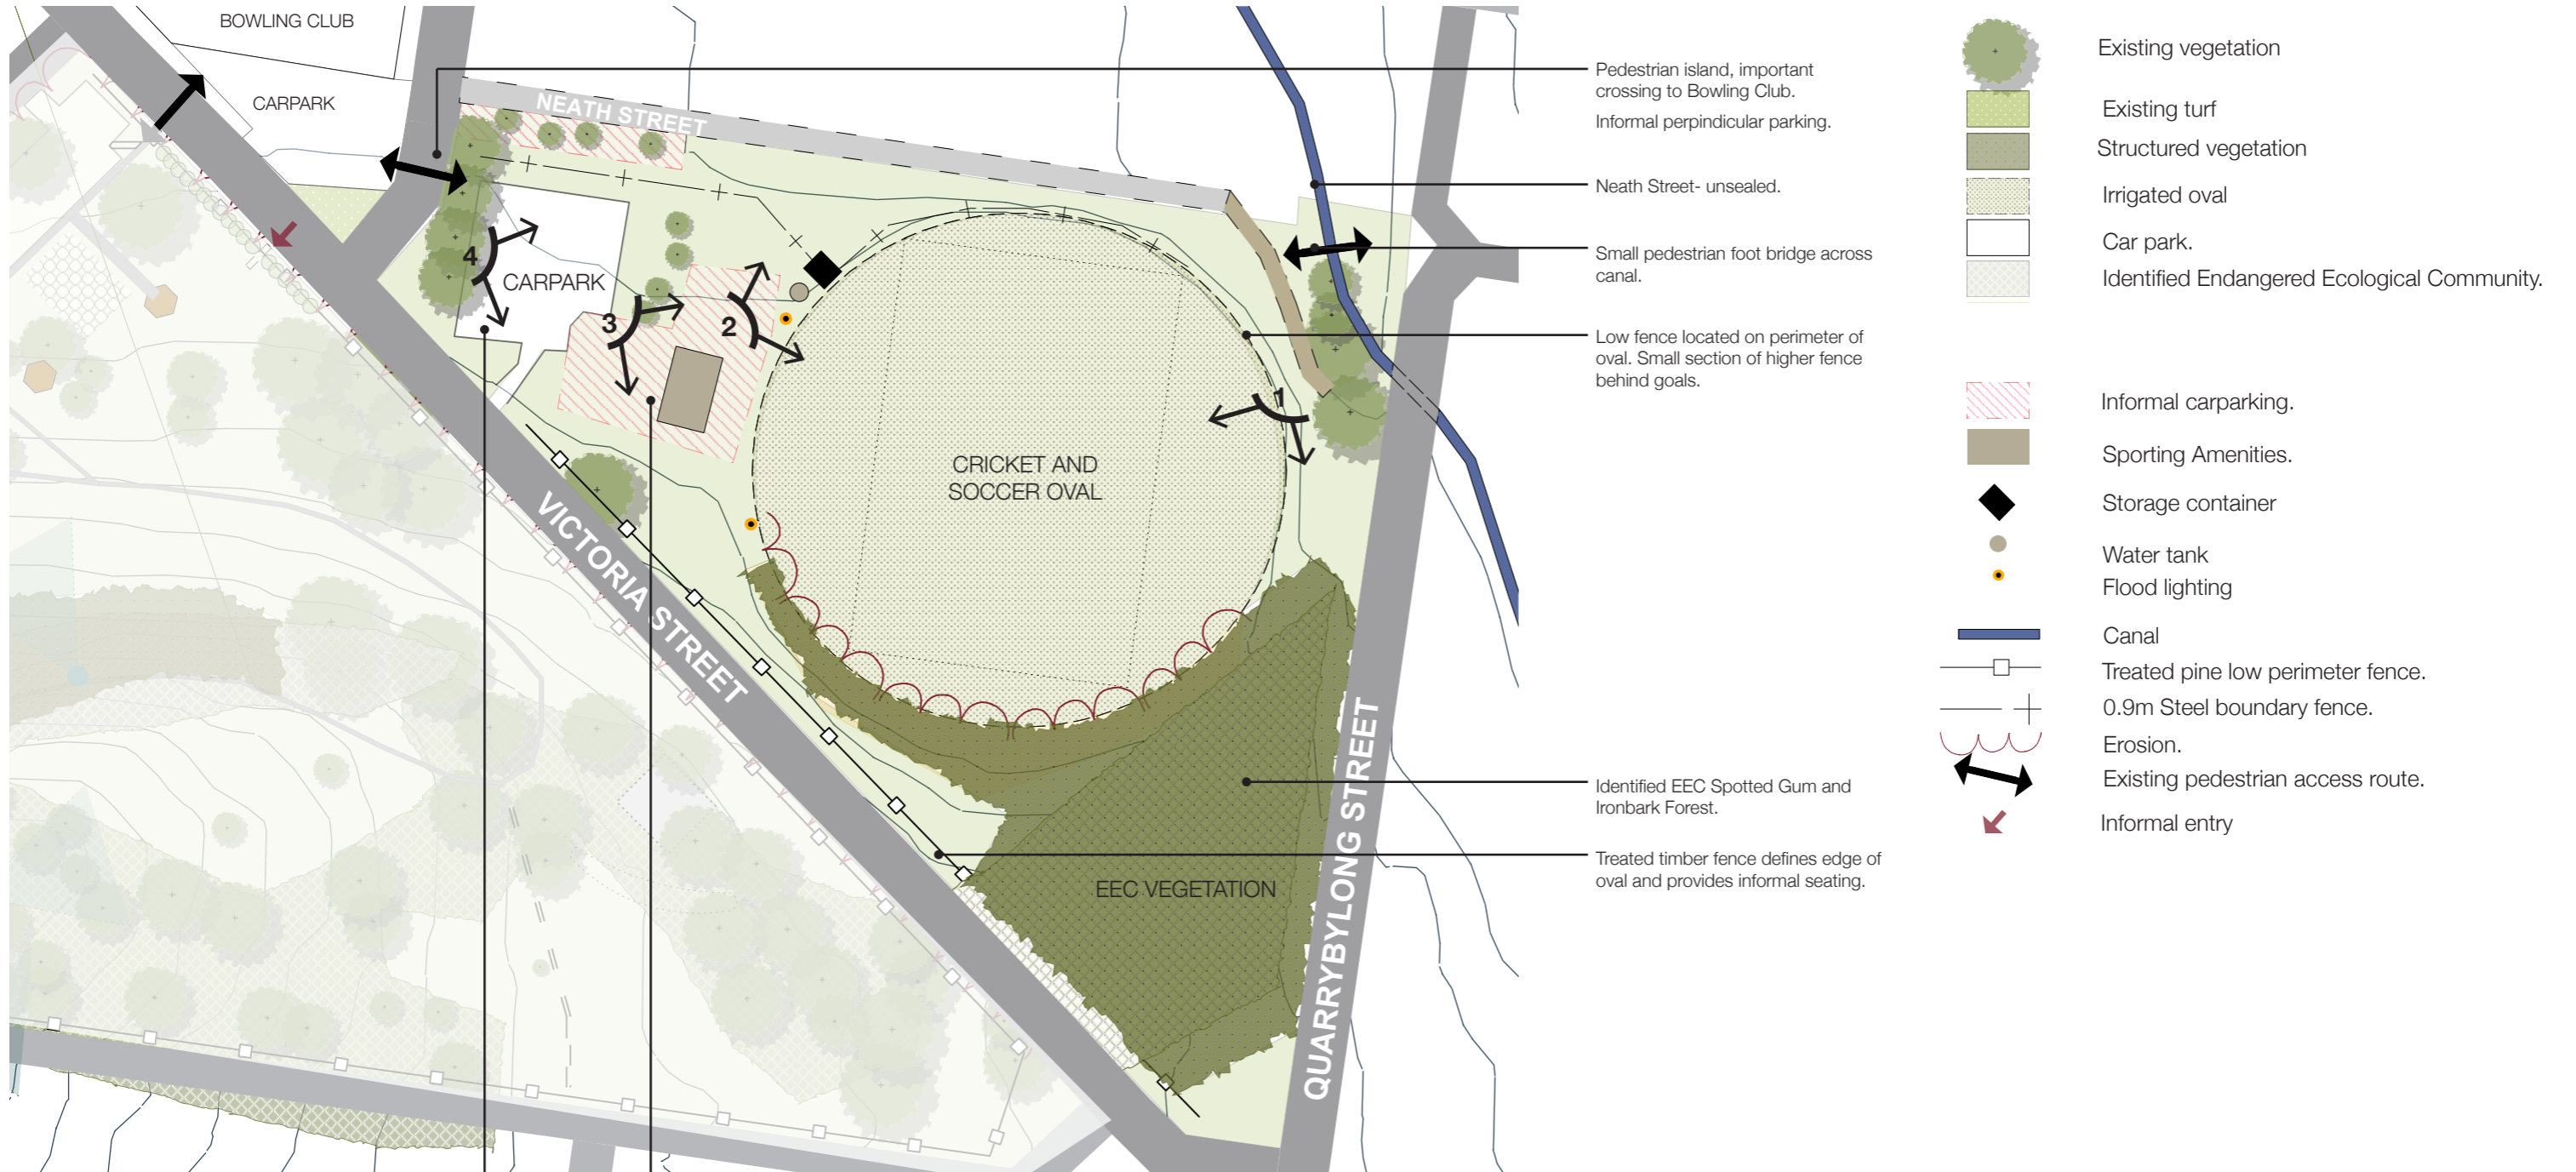 BOWLING CLUB
CARPARK
NEATH STREET
4
CARPARK
3
2
1
CRICKET AND
SOCCER OVAL
VICTORIA STREET
EEC VEGETATION
QUARRYBYLONG STREET
Pedestrian island, important
crossing to Bowling Club.
Informal perpindicular parking.
Neath Street- unsealed.
Small pedestrian foot bridge across
canal.
Low fence located on perimeter of
oval. Small section of higher fence
behind goals.
Identified EEC Spotted Gum and
Ironbark Forest.
Treated timber fence defines edge of
oval and provides informal seating.
Existing vegetation
Existing turf
Structured vegetation
Irrigated oval
Car park.
Identified Endangered Ecological Community.
Informal carparking.
Sporting Amenities.
Storage container
Water tank
Flood lighting
Canal
Treated pine low perimeter fence.
0.9m Steel boundary fence.
Erosion.
Existing pedestrian access route.
Informal entry